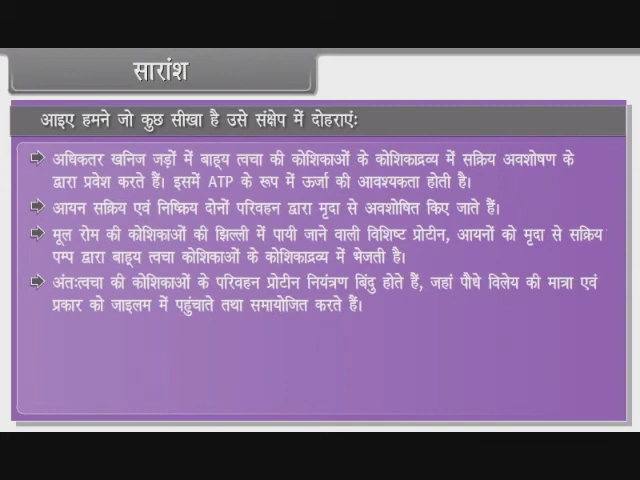 सारांश
आइए हमने जो कुछ सीखा है उसे संक्षेप में दोहराएं:
अधिकतर खनिज जड़ों में बाह्य त्वचा की कोशिकाओं के कोशिकाद्रव्य में सक्रिय अवशोषण के
द्वारा प्रवेश करते हैं। इसमें ATP के रूप में ऊर्जा की आवश्यकता होती है।
आयन सक्रिय एवं निष्क्रिय दोनों परिवहन द्वारा मृदा से अवशोषित किए जाते हैं।
मूल रोम की कोशिकाओं की झिल्ली में पायी जाने वाली विशिष्ट प्रोटीन, आयनों को मृदा से सक्रिय
पम्प द्वारा बाह्य त्वचा कोशिकाओं के कोशिकाद्रव्य में भेजती है।
अंतःत्वचा की कोशिकाओं के परिवहन प्रोटीन नियंत्रण बिंदु होते हैं, जहां पौधे विलेय की मात्रा एवं
प्रकार को जाइलम में पहुंचाते तथा समायोजित करते हैं।